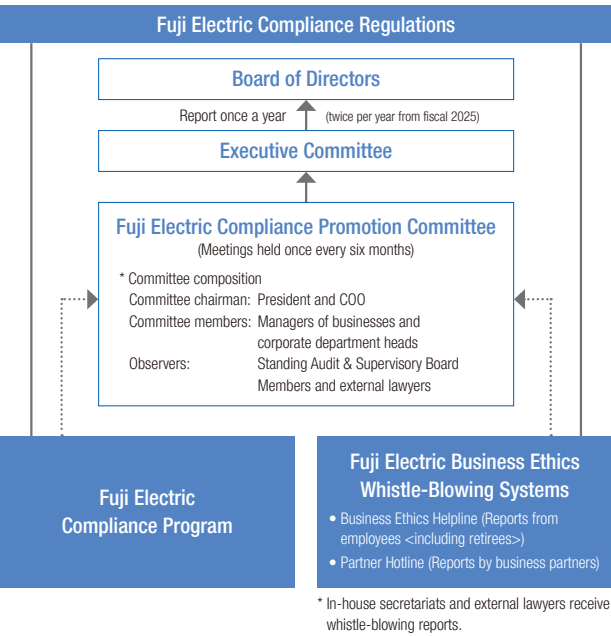 Fuji Electric Compliance Regulations
Board of Directors
Report once a year (twice per year from fiscal 2025)
Executive Committee
Fuji Electric Compliance Promotion Committee
(Meetings held once every six months)
* Committee composition
Committee chairman: President and COO
Committee members: Managers of businesses and
corporate department heads
Observers: Standing Audit & Supervisory Board
Members and external lawyers
Fuji Electric
Compliance Program
Fuji Electric Business Ethics
Whistle-Blowing Systems
• Business Ethics Helpline (Reports from
employees <including retirees>)
• Partner Hotline (Reports by business partners)
* In-house secretariats and external lawyers receive
whistle-blowing reports.